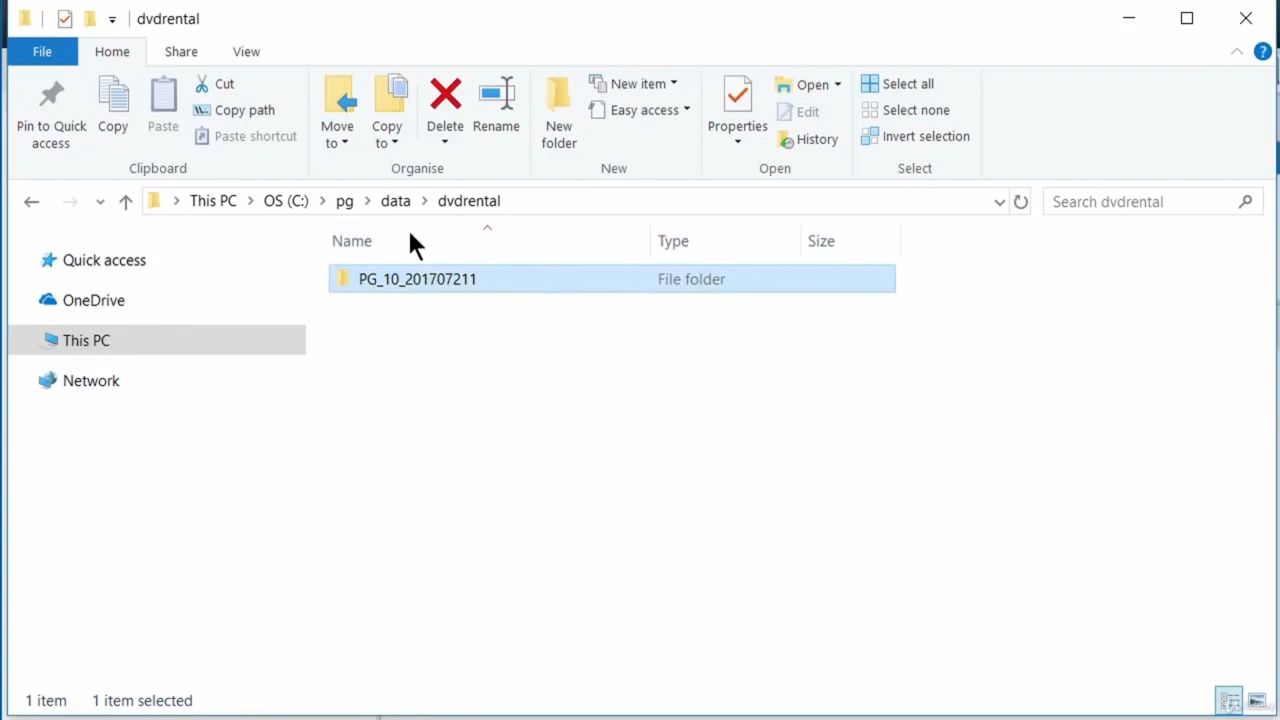 dvdrental
File Home Share View
Pin to Quick access
Copy
Paste
Cut
Copy path
Paste shortcut
Clipboard
Move to
Copy to
Delete
Rename
Organise
New folder
New item
Easy access
New
Properties
Open
Edit
History
Open
Select all
Select none
Invert selection
Select
This PC > OS (C:) > pg > data > dvdrental
Search dvdrental
Name Type Size
PG_10_201707211 File folder
Quick access
OneDrive
This PC
Network
1 item 1 item selected